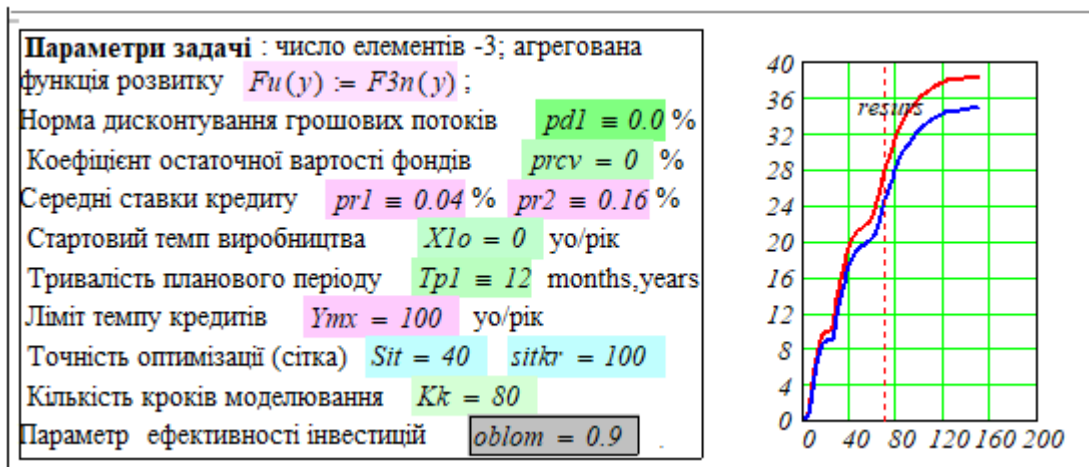 Параметри задачі : число елементів -3; агрегована
функція розвитку Fu(y) := F3n(y) ;
Норма дисконтування грошових потоків pd1 ≡ 0.0 %
Коефіцієнт остаточної вартості фондів prcv = 0 %
Середні ставки кредиту pr1 ≡ 0.04 % pr2 ≡ 0.16 %
Стартовий темп виробництва X1o = 0 уо/рік
Тривалість планового періоду Tp1 ≡ 12 months,years
Ліміт темпу кредитів Ymx = 100 уо/рік
Точність оптимізації (сітка) Sit = 40 sitkr = 100
Кількість кроків моделювання Kk = 80
Параметр ефективності інвестицій oblom = 0.9 .
40
36
resurs
32
28
24
20
16
12
8
4
0
0 40 80 120 160 200